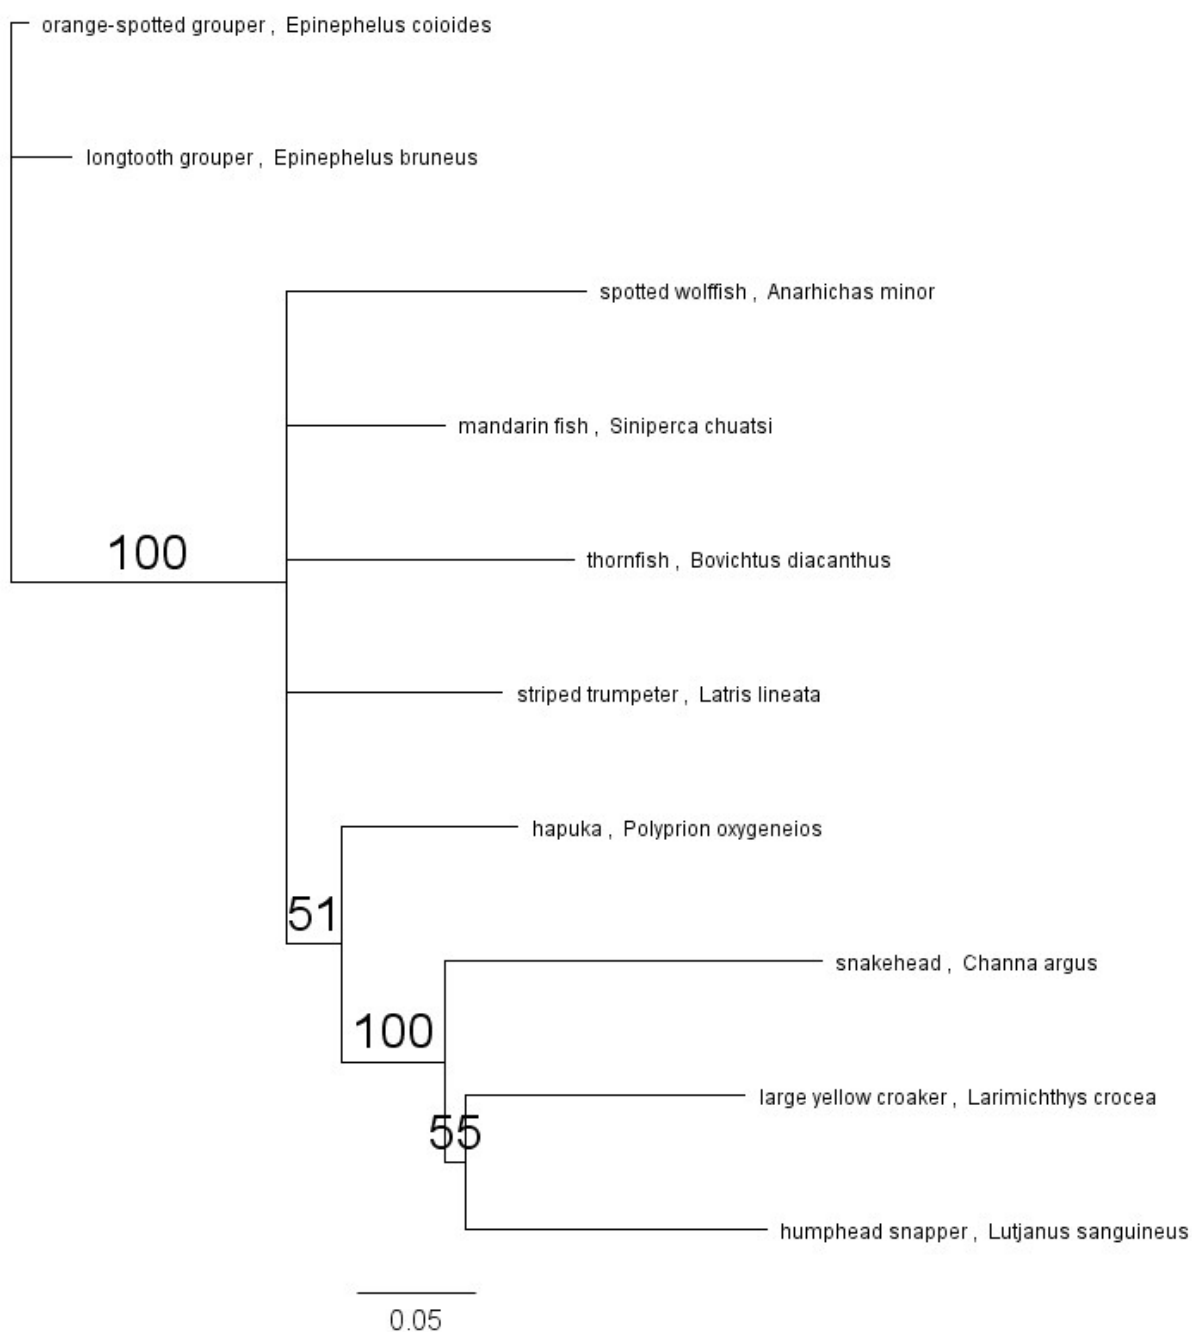 orange-spotted grouper , Epinephelus coioides
longtooth grouper , Epinephelus bruneus
spotted wolffish , Anarhichas minor
mandarin fish , Siniperca chuatsi
100
thornfish , Bovichtus diacanthus
striped trumpeter , Latris lineata
hapuka , Polyprion oxygeneios
51
snakehead , Channa argus
100
large yellow croaker , Larimichthys crocea
55
humphead snapper , Lutjanus sanguineus
0.05